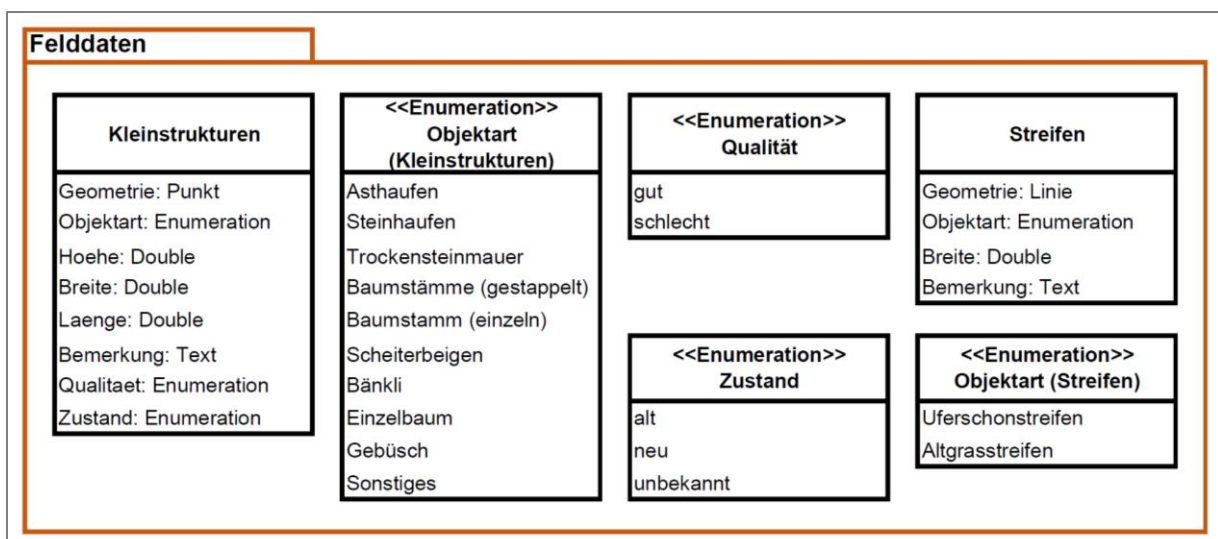 Felddaten
Kleinstrukturen
Geometrie: Punkt
Objektart: Enumeration
Hoehe: Double
Breite: Double
Laenge: Double
Bemerkung: Text
Qualitaet: Enumeration
Zustand: Enumeration
<<Enumeration>>
Objektart
(Kleinstrukturen)
Asthaufen
Steinhaufen
Trockensteinmauer
Baumstämme (gestappelt)
Baumstamm (einzeln)
Scheiterbeigen
Bänkli
Einzelbaum
Gebüsch
Sonstiges
<<Enumeration>>
Qualität
gut
schlecht
<<Enumeration>>
Zustand
alt
neu
unbekannt
Streifen
Geometrie: Linie
Objektart: Enumeration
Breite: Double
Bemerkung: Text
<<Enumeration>>
Objektart (Streifen)
Uferschonstreifen
Altgrasstreifen